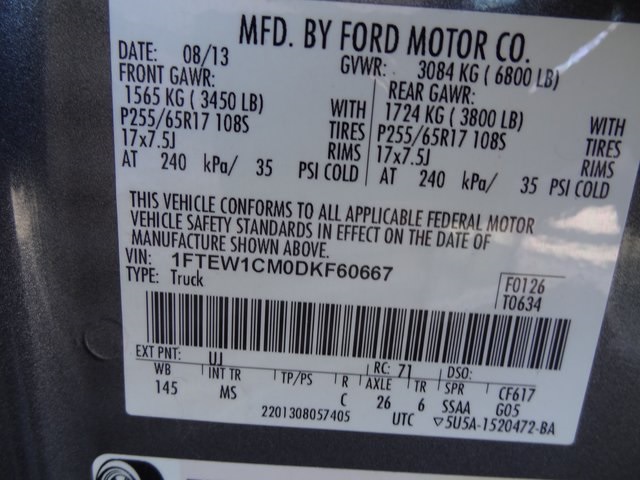 MFD. BY FORD MOTOR CO.
DATE: 08/13 GVWR: 3084 KG ( 6800 LB)
FRONT GAWR: REAR GAWR:
1565 KG ( 3450 LB) WITH 1724 KG ( 3800 LB) WITH
P255/65R17 108S TIRES P255/65R17 108S TIRES
17x7.5J RIMS 17x7.5J RIMS
AT 240 kPa/ 35 PSI COLD AT 240 kPa/ 35 PSI COLD
THIS VEHICLE CONFORMS TO ALL APPLICABLE FEDERAL MOTOR
VEHICLE SAFETY STANDARDS IN EFFECT ON THE DATE OF
MANUFACTURE SHOWN ABOVE.
VIN: 1FTEW1CM0DKF60667
TYPE: Truck
F0126
T0634
EXT PNT: UJ RC: 71 DSO:
WB INT TR TP/PS R AXLE TR SPR CF617
145 MS C 26 6 SSAA G05
2201308057405 UTC ▽5U5A-1520472-BA